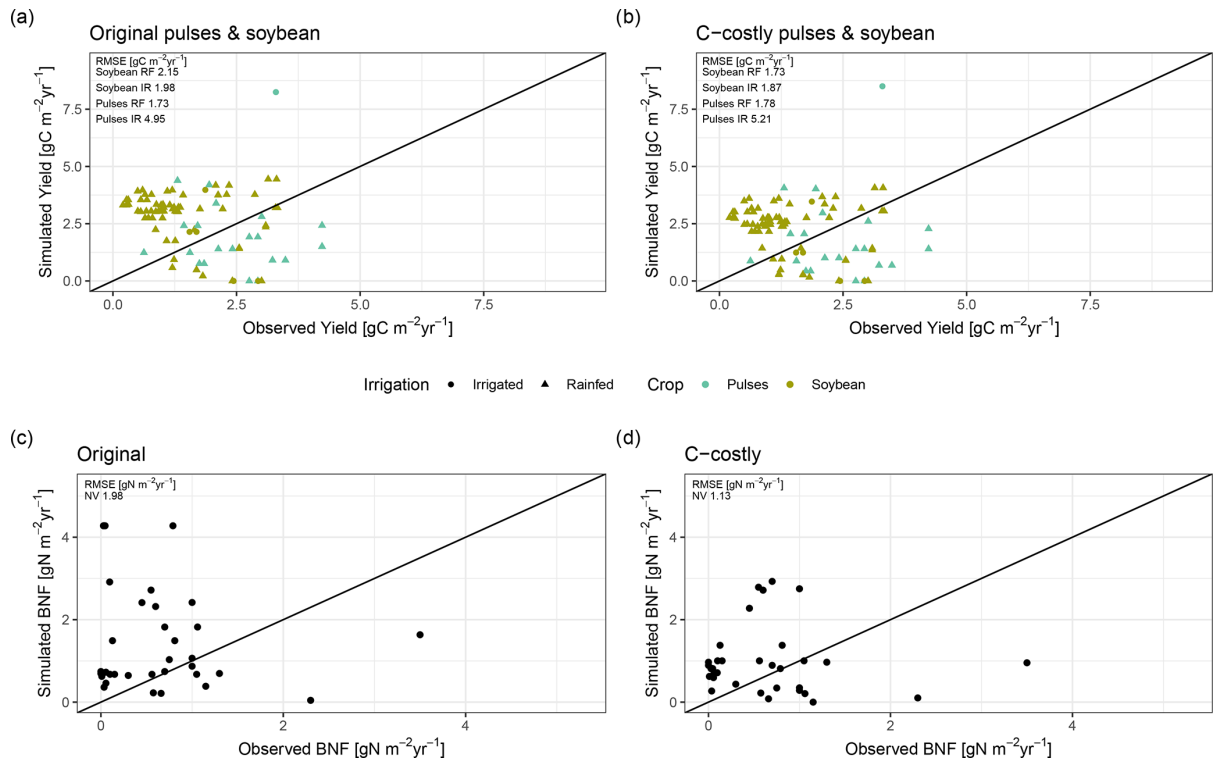 (a)
Original pulses & soybean
RMSE [gC m⁻²yr⁻¹]
Soybean RF 2.15
Soybean IR 1.98
Pulses RF 1.73
Pulses IR 4.95
Simulated Yield [gC m⁻²yr⁻¹]
7.5
5.0
2.5
0.0
0.0 2.5 5.0 7.5
Observed Yield [gC m⁻²yr⁻¹]
(b)
C−costly pulses & soybean
RMSE [gC m⁻²yr⁻¹]
Soybean RF 1.73
Soybean IR 1.87
Pulses RF 1.78
Pulses IR 5.21
Simulated Yield [gC m⁻²yr⁻¹]
7.5
5.0
2.5
0.0
0.0 2.5 5.0 7.5
Observed Yield [gC m⁻²yr⁻¹]
Irrigation Irrigated Rainfed Crop Pulses Soybean
(c)
Original
RMSE [gN m⁻²yr⁻¹]
NV 1.98
Simulated BNF [gN m⁻²yr⁻¹]
4
2
0
0 2 4
Observed BNF [gN m⁻²yr⁻¹]
(d)
C−costly
RMSE [gN m⁻²yr⁻¹]
NV 1.13
Simulated BNF [gN m⁻²yr⁻¹]
4
2
0
0 2 4
Observed BNF [gN m⁻²yr⁻¹]